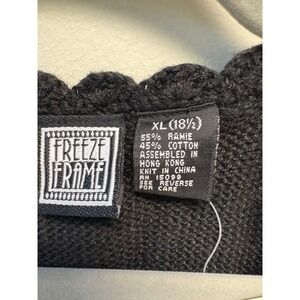 FREEZE
FRAME
XL (18½)
55% RAMIE
45% COTTON
ASSEMBLED IN
HONG KONG
KNIT IN CHINA
RN 15099
SEE REVERSE
FOR CARE